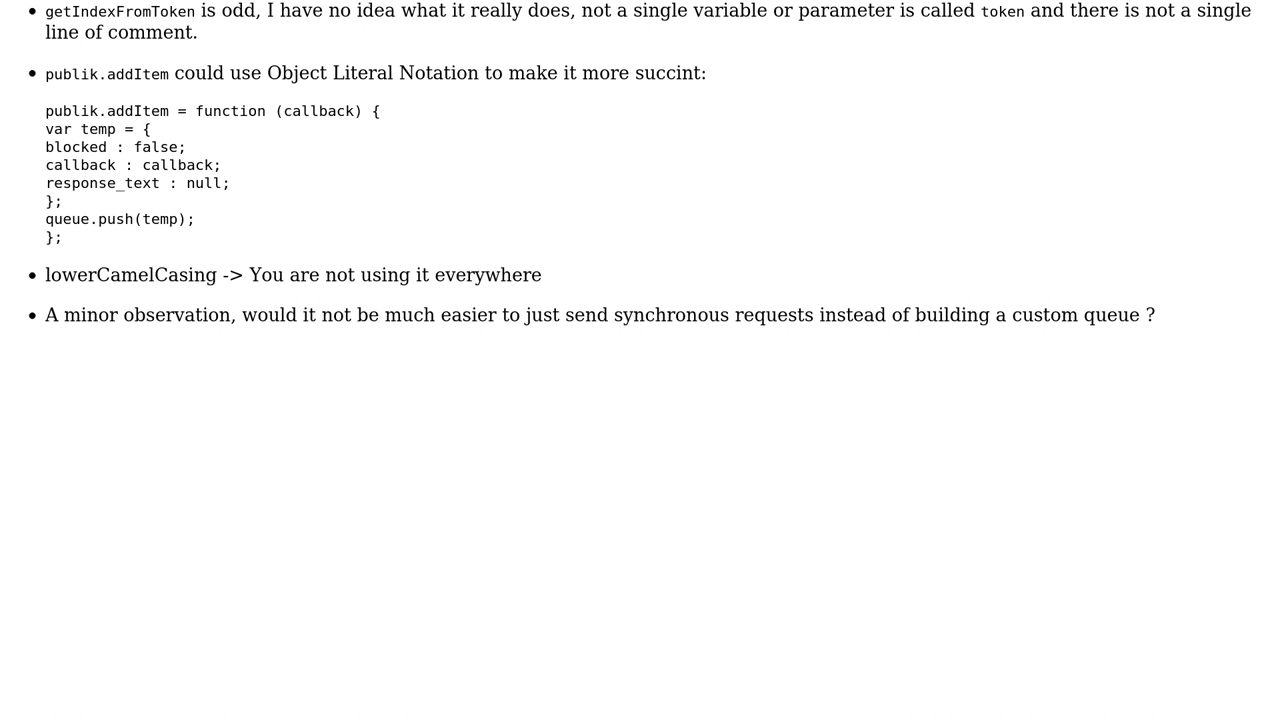 getIndexFromToken is odd, I have no idea what it really does, not a single variable or parameter is called token and there is not a single
line of comment.
publik.addItem could use Object Literal Notation to make it more succint:
publik.addItem = function (callback) {
var temp = {
blocked : false;
callback : callback;
response_text : null;
};
queue.push(temp);
};
lowerCamelCasing -> You are not using it everywhere
A minor observation, would it not be much easier to just send synchronous requests instead of building a custom queue ?